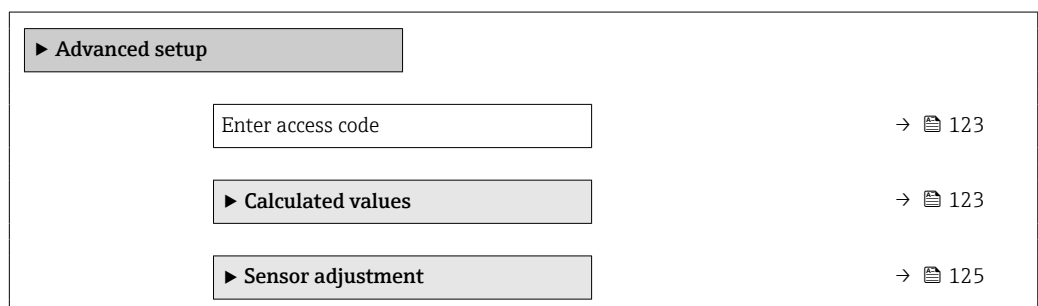 ▶ Advanced setup
Enter access code → 🖹 123
▶ Calculated values → 🖹 123
▶ Sensor adjustment → 🖹 125